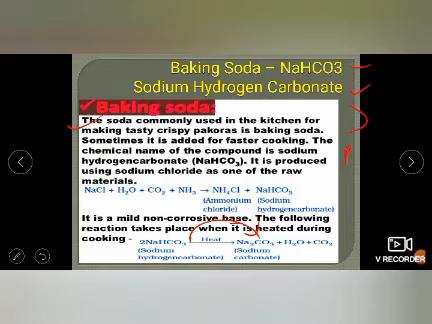 Baking Soda – NaHCO3
Sodium Hydrogen Carbonate
Baking soda:
The soda commonly used in the kitchen for
making tasty crispy pakoras is baking soda.
Sometimes it is added for faster cooking. The
chemical name of the compound is sodium
hydrogencarbonate (NaHCO₃). It is produced
using sodium chloride as one of the raw
materials.
NaCl + H₂O + CO₂ + NH₃ → NH₄Cl + NaHCO₃
(Ammonium (Sodium
chloride) hydrogencarbonate)
It is a mild non-corrosive base. The following
reaction takes place when it is heated during
cooking –
2NaHCO₃ Heat→ Na₂CO₃ + H₂O + CO₂
(Sodium (Sodium
hydrogencarbonate) carbonate)
V RECORDER